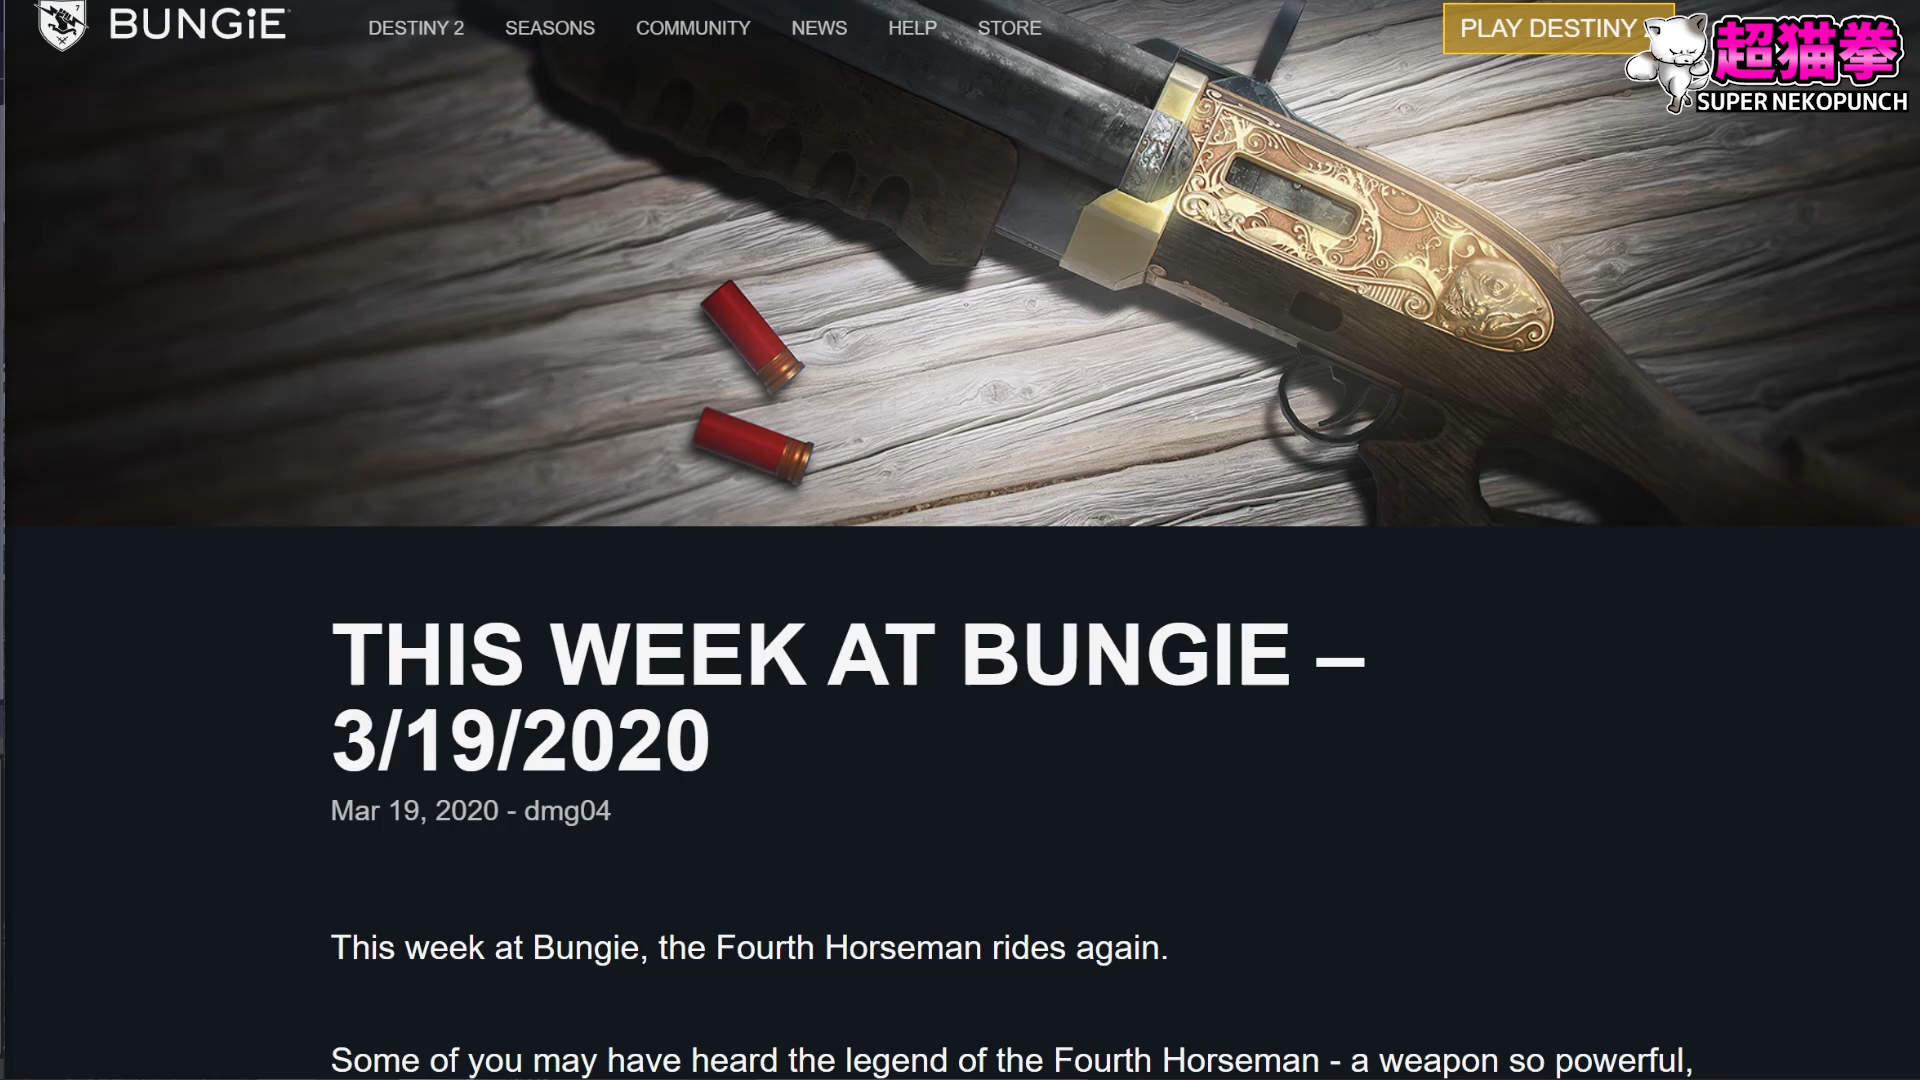 BUNGiE
DESTINY 2 SEASONS COMMUNITY NEWS HELP STORE
PLAY DESTINY
超猫拳
SUPER NEKOPUNCH
THIS WEEK AT BUNGIE –
3/19/2020
Mar 19, 2020 - dmg04
This week at Bungie, the Fourth Horseman rides again.
Some of you may have heard the legend of the Fourth Horseman - a weapon so powerful,